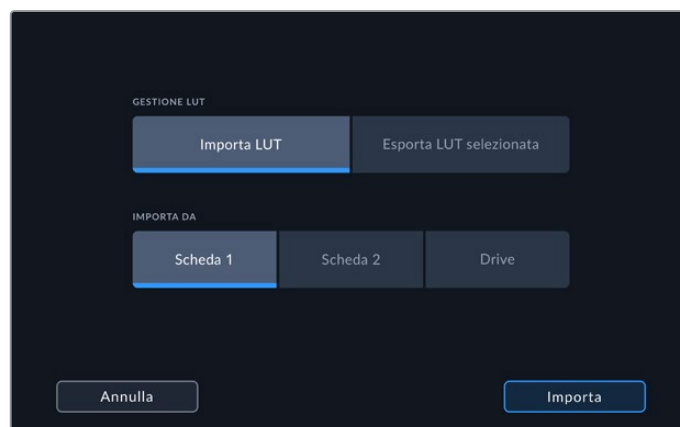 GESTIONE LUT
Importa LUT Esporta LUT selezionata
IMPORTA DA
Scheda 1 Scheda 2 Drive
Annulla Importa